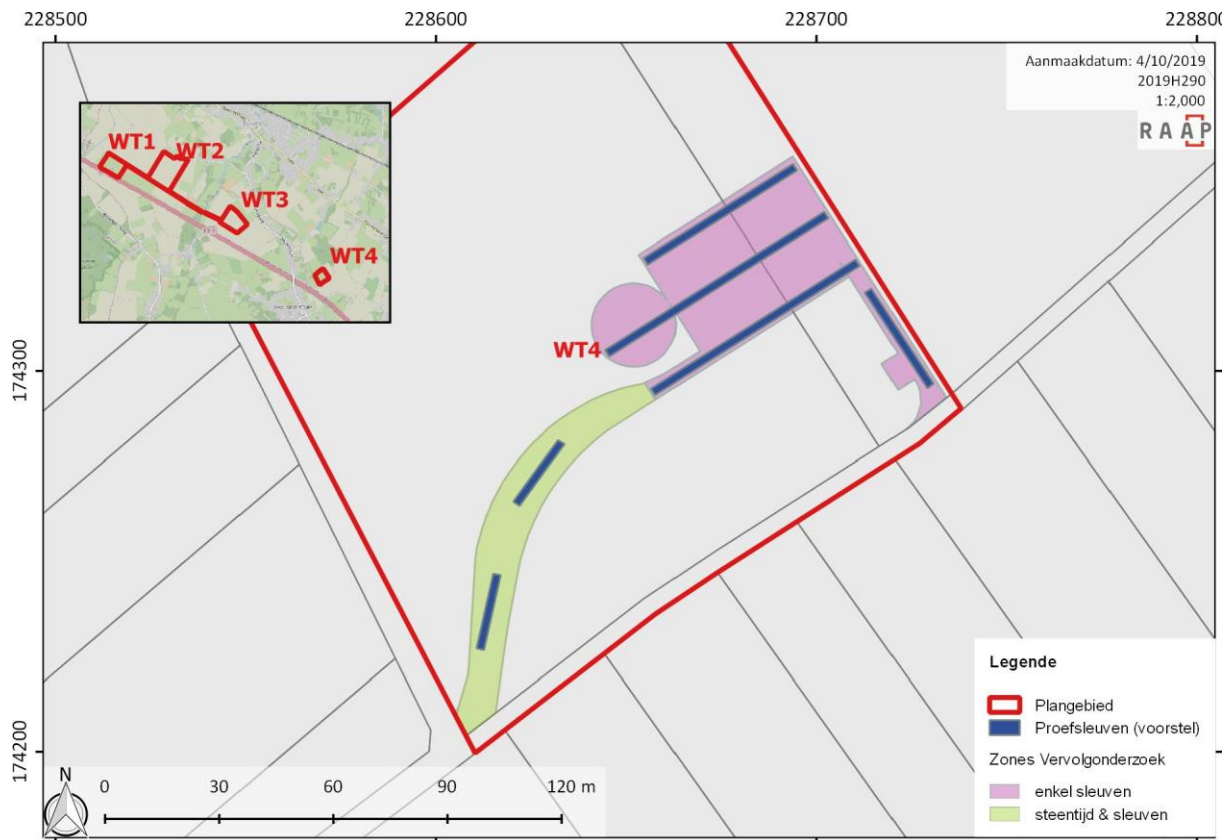 228500 228600 228700 228800
Aanmaakdatum: 4/10/2019
2019H290
1:2,000
RAAP
WT1
WT2
WT3
WT4
WT4
174300
174200
N
0 30 60 90 120 m
Legende
Plangebied
Proefsleuven (voorstel)
Zones Vervolgonderzoek
enkel sleuven
steentijd & sleuven